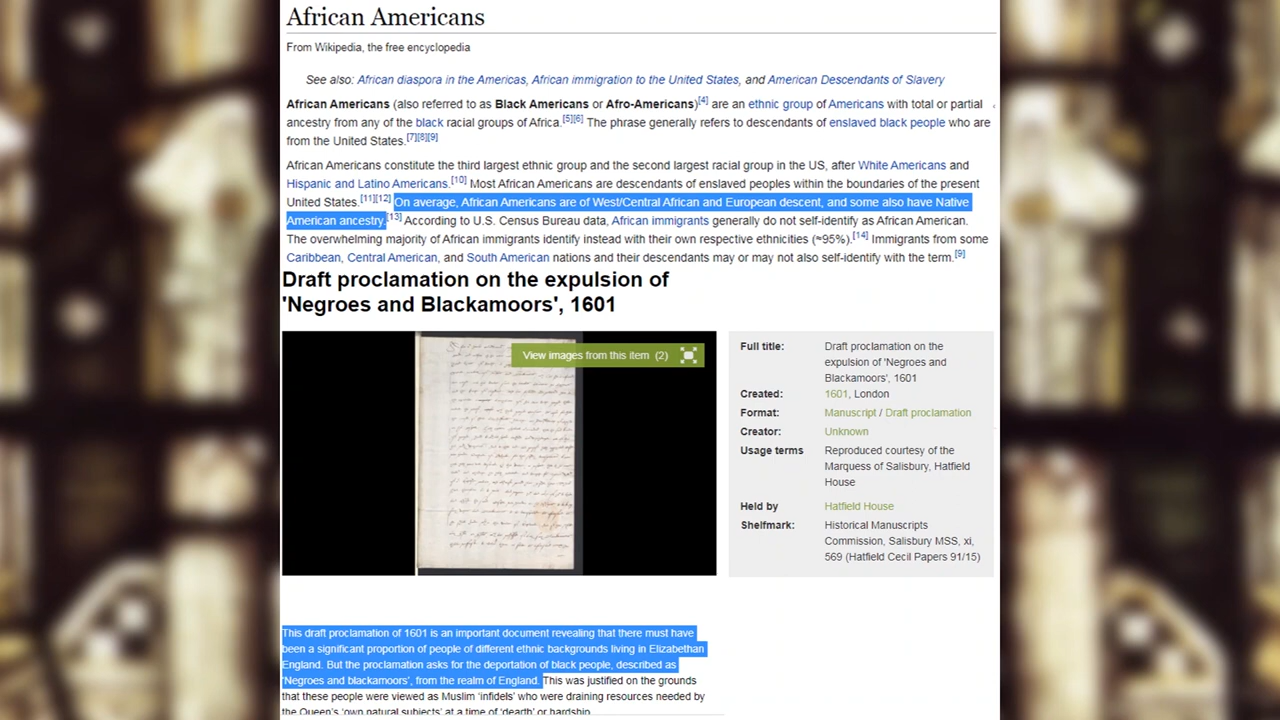 African Americans
From Wikipedia, the free encyclopedia
See also: African diaspora in the Americas, African immigration to the United States, and American Descendants of Slavery
African Americans (also referred to as Black Americans or Afro-Americans)[4] are an ethnic group of Americans with total or partial
ancestry from any of the black racial groups of Africa.[5][6] The phrase generally refers to descendants of enslaved black people who are
from the United States.[7][8][9]
African Americans constitute the third largest ethnic group and the second largest racial group in the US, after White Americans and
Hispanic and Latino Americans.[10] Most African Americans are descendants of enslaved peoples within the boundaries of the present
United States.[11][12] On average, African Americans are of West/Central African and European descent, and some also have Native
American ancestry.[13] According to U.S. Census Bureau data, African immigrants generally do not self-identify as African American.
The overwhelming majority of African immigrants identify instead with their own respective ethnicities (≈95%).[14] Immigrants from some
Caribbean, Central American, and South American nations and their descendants may or may not also self-identify with the term.[9]
Draft proclamation on the expulsion of
'Negroes and Blackamoors', 1601
View images from this item (2)
Full title: Draft proclamation on the
expulsion of 'Negroes and
Blackamoors', 1601
Created: 1601, London
Format: Manuscript / Draft proclamation
Creator: Unknown
Usage terms Reproduced courtesy of the
Marquess of Salisbury, Hatfield
House
Held by Hatfield House
Shelfmark: Historical Manuscripts
Commission, Salisbury MSS, xi,
569 (Hatfield Cecil Papers 91/15)
This draft proclamation of 1601 is an important document revealing that there must have
been a significant proportion of people of different ethnic backgrounds living in Elizabethan
England. But the proclamation asks for the deportation of black people, described as
'Negroes and blackamoors', from the realm of England. This was justified on the grounds
that these people were viewed as Muslim 'infidels' who were draining resources needed by
the Queen's 'own natural subjects' at a time of 'death' or hardship